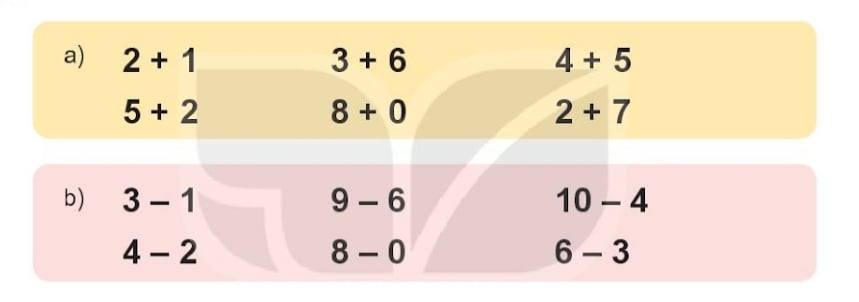 a) 2 + 1 3 + 6 4 + 5
5 + 2 8 + 0 2 + 7
b) 3 – 1 9 – 6 10 – 4
4 – 2 8 – 0 6 – 3